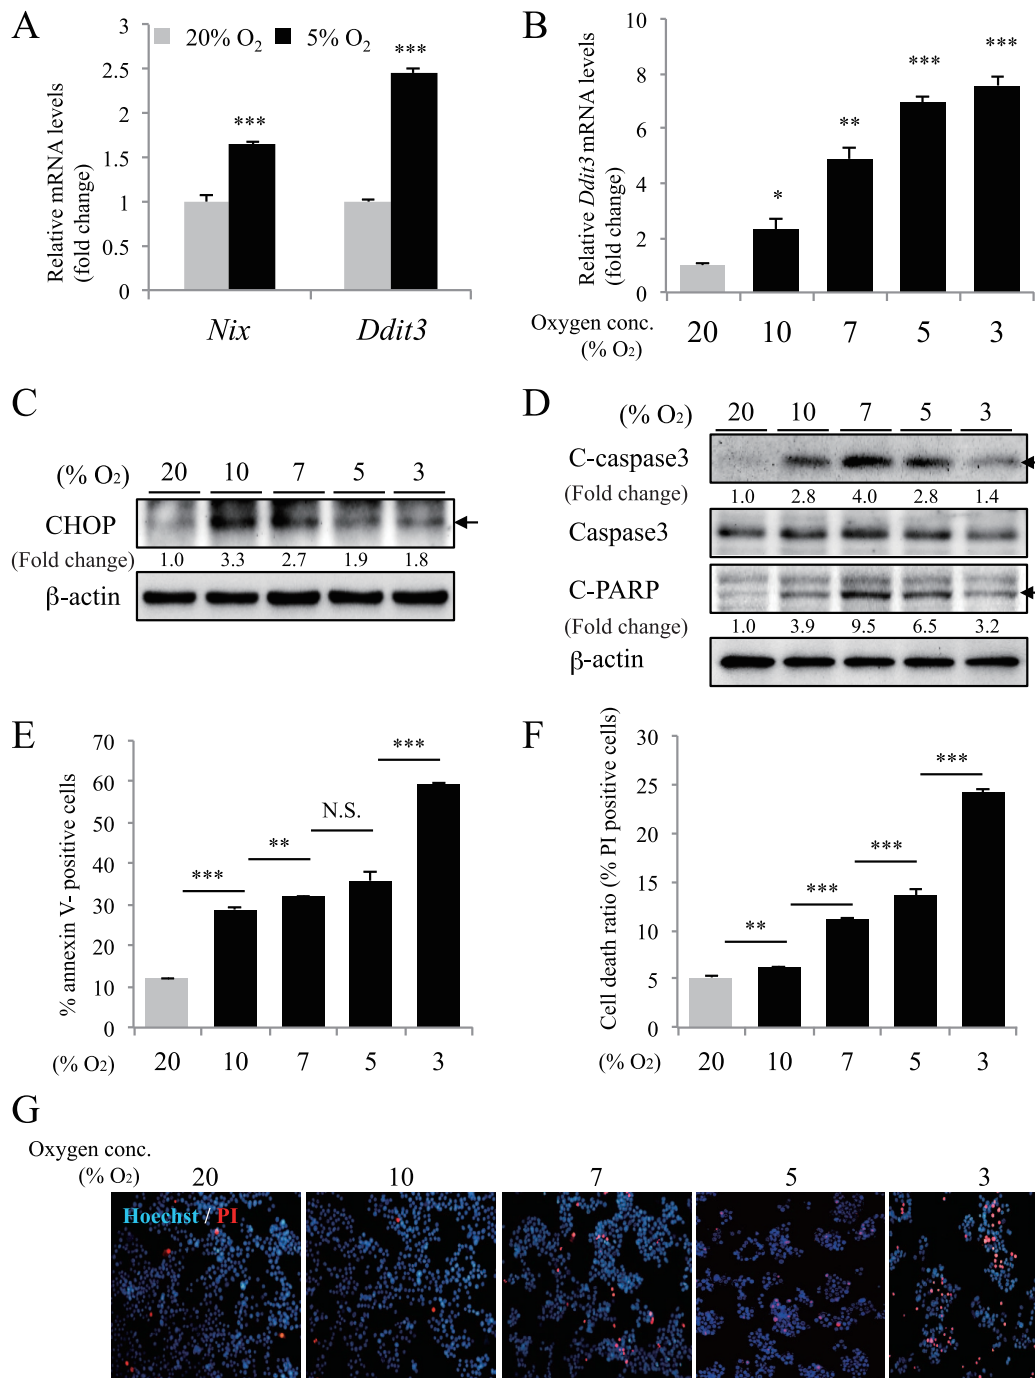 A
Relative mRNA levels
(fold change)
3
2.5
2
1.5
1
0.5
0
20% O2
5% O2
***
***
Nix
Ddit3
B
Relative Ddit3 mRNA levels
(fold change)
10
8
6
4
2
0
*
**
***
***
Oxygen conc.
(% O2)
20 10 7 5 3
C
(% O2) 20 10 7 5 3
CHOP
(Fold change) 1.0 3.3 2.7 1.9 1.8
β-actin
D
(% O2) 20 10 7 5 3
C-caspase3
(Fold change) 1.0 2.8 4.0 2.8 1.4
Caspase3
C-PARP
(Fold change) 1.0 3.9 9.5 6.5 3.2
β-actin
E
% annexin V- positive cells
70
60
50
40
30
20
10
0
***
**
N.S.
***
(% O2) 20 10 7 5 3
F
Cell death ratio (% PI positive cells)
30
25
20
15
10
5
0
**
***
***
***
(% O2) 20 10 7 5 3
G
Oxygen conc.
(% O2) 20 10 7 5 3
Hoechst / PI